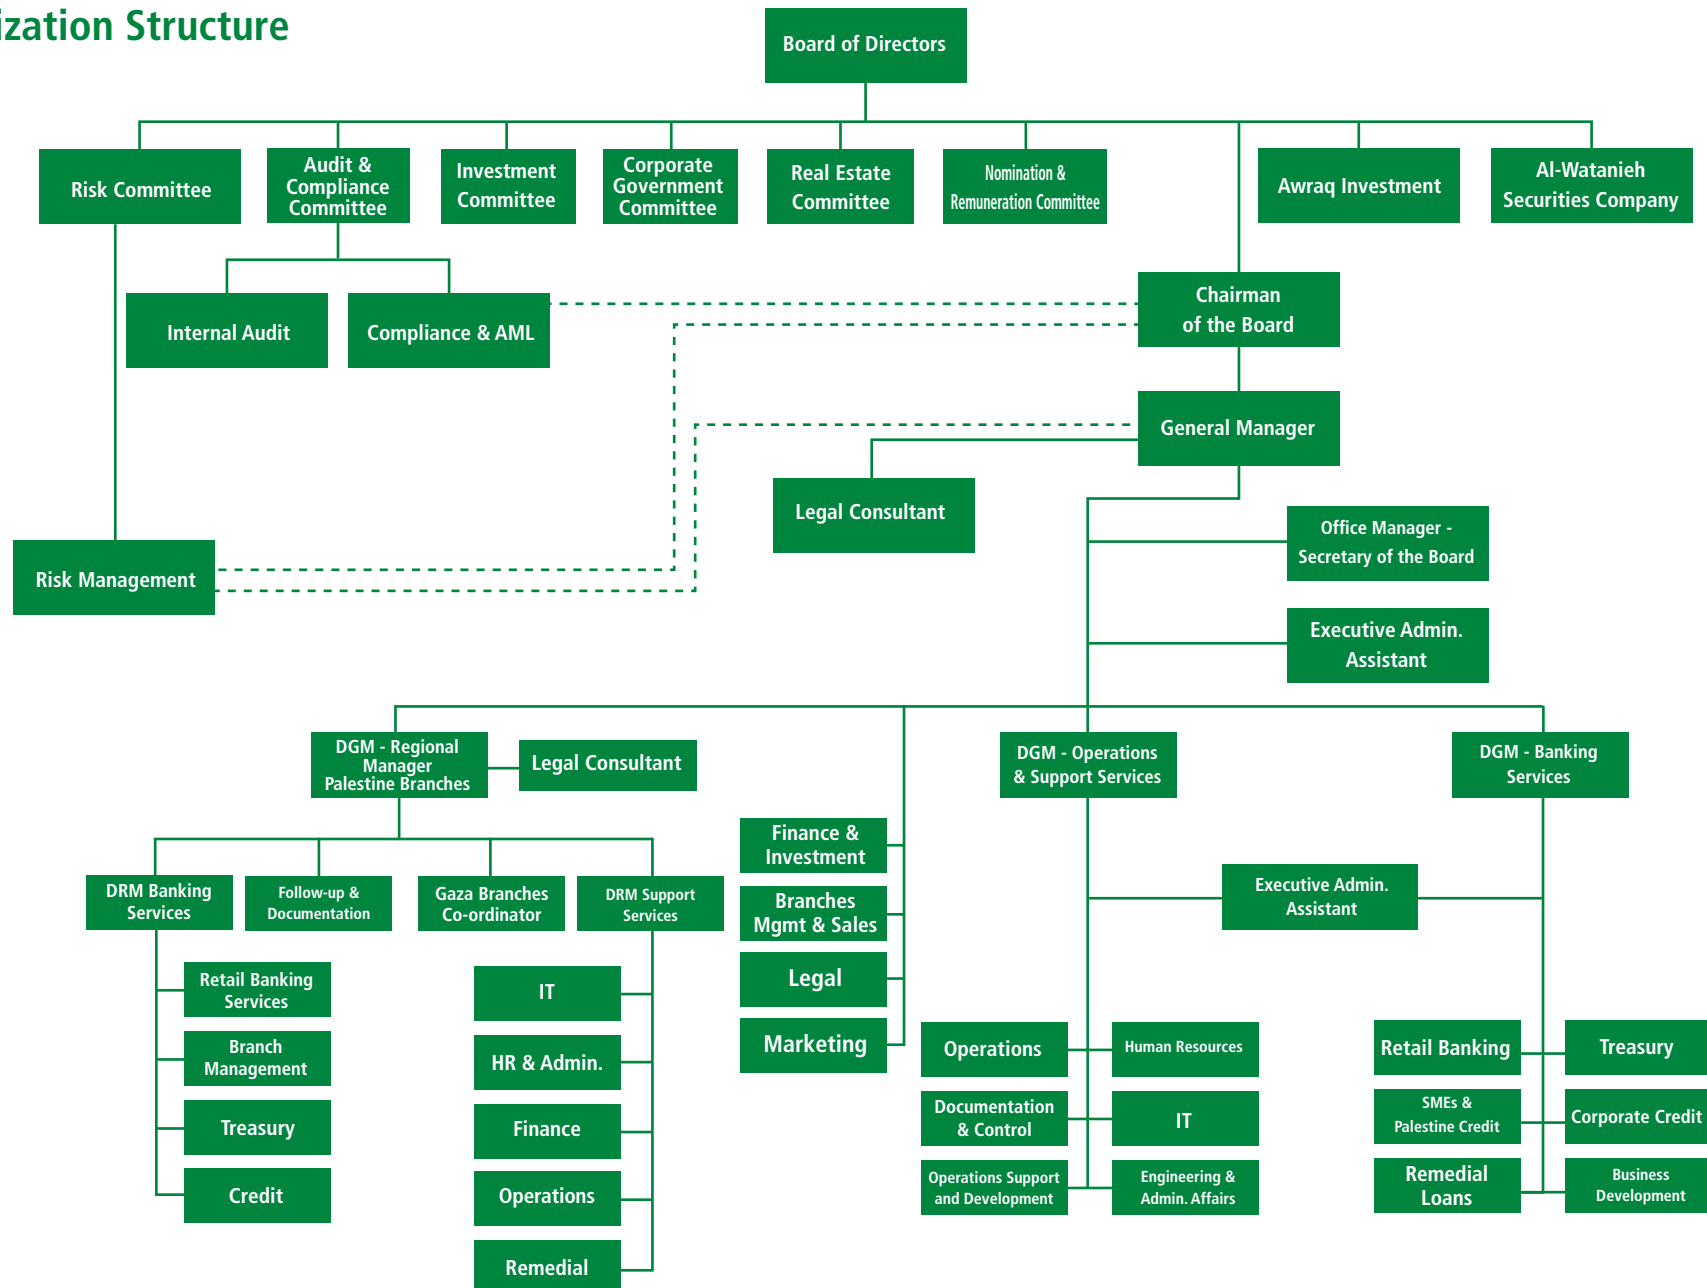 ization Structure
Board of Directors
Risk Committee
Audit &
Compliance
Committee
Investment
Committee
Corporate
Government
Committee
Real Estate
Committee
Nomination &
Remuneration Committee
Awraq Investment
Al-Watanieh
Securities Company
Internal Audit
Compliance & AML
Chairman
of the Board
General Manager
Legal Consultant
Office Manager -
Secretary of the Board
Risk Management
Executive Admin.
Assistant
DGM - Regional
Manager
Palestine Branches
Legal Consultant
DGM - Operations
& Support Services
DGM - Banking
Services
Finance &
Investment
Branches
Mgmt & Sales
Legal
Marketing
Executive Admin.
Assistant
DRM Banking
Services
Follow-up &
Documentation
Gaza Branches
Co-ordinator
DRM Support
Services
Retail Banking
Services
Branch
Management
Treasury
Credit
IT
HR & Admin.
Finance
Operations
Remedial
Operations
Human Resources
Documentation
& Control
IT
Operations Support
and Development
Engineering &
Admin. Affairs
Retail Banking
Treasury
SMEs &
Palestine Credit
Corporate Credit
Remedial
Loans
Business
Development